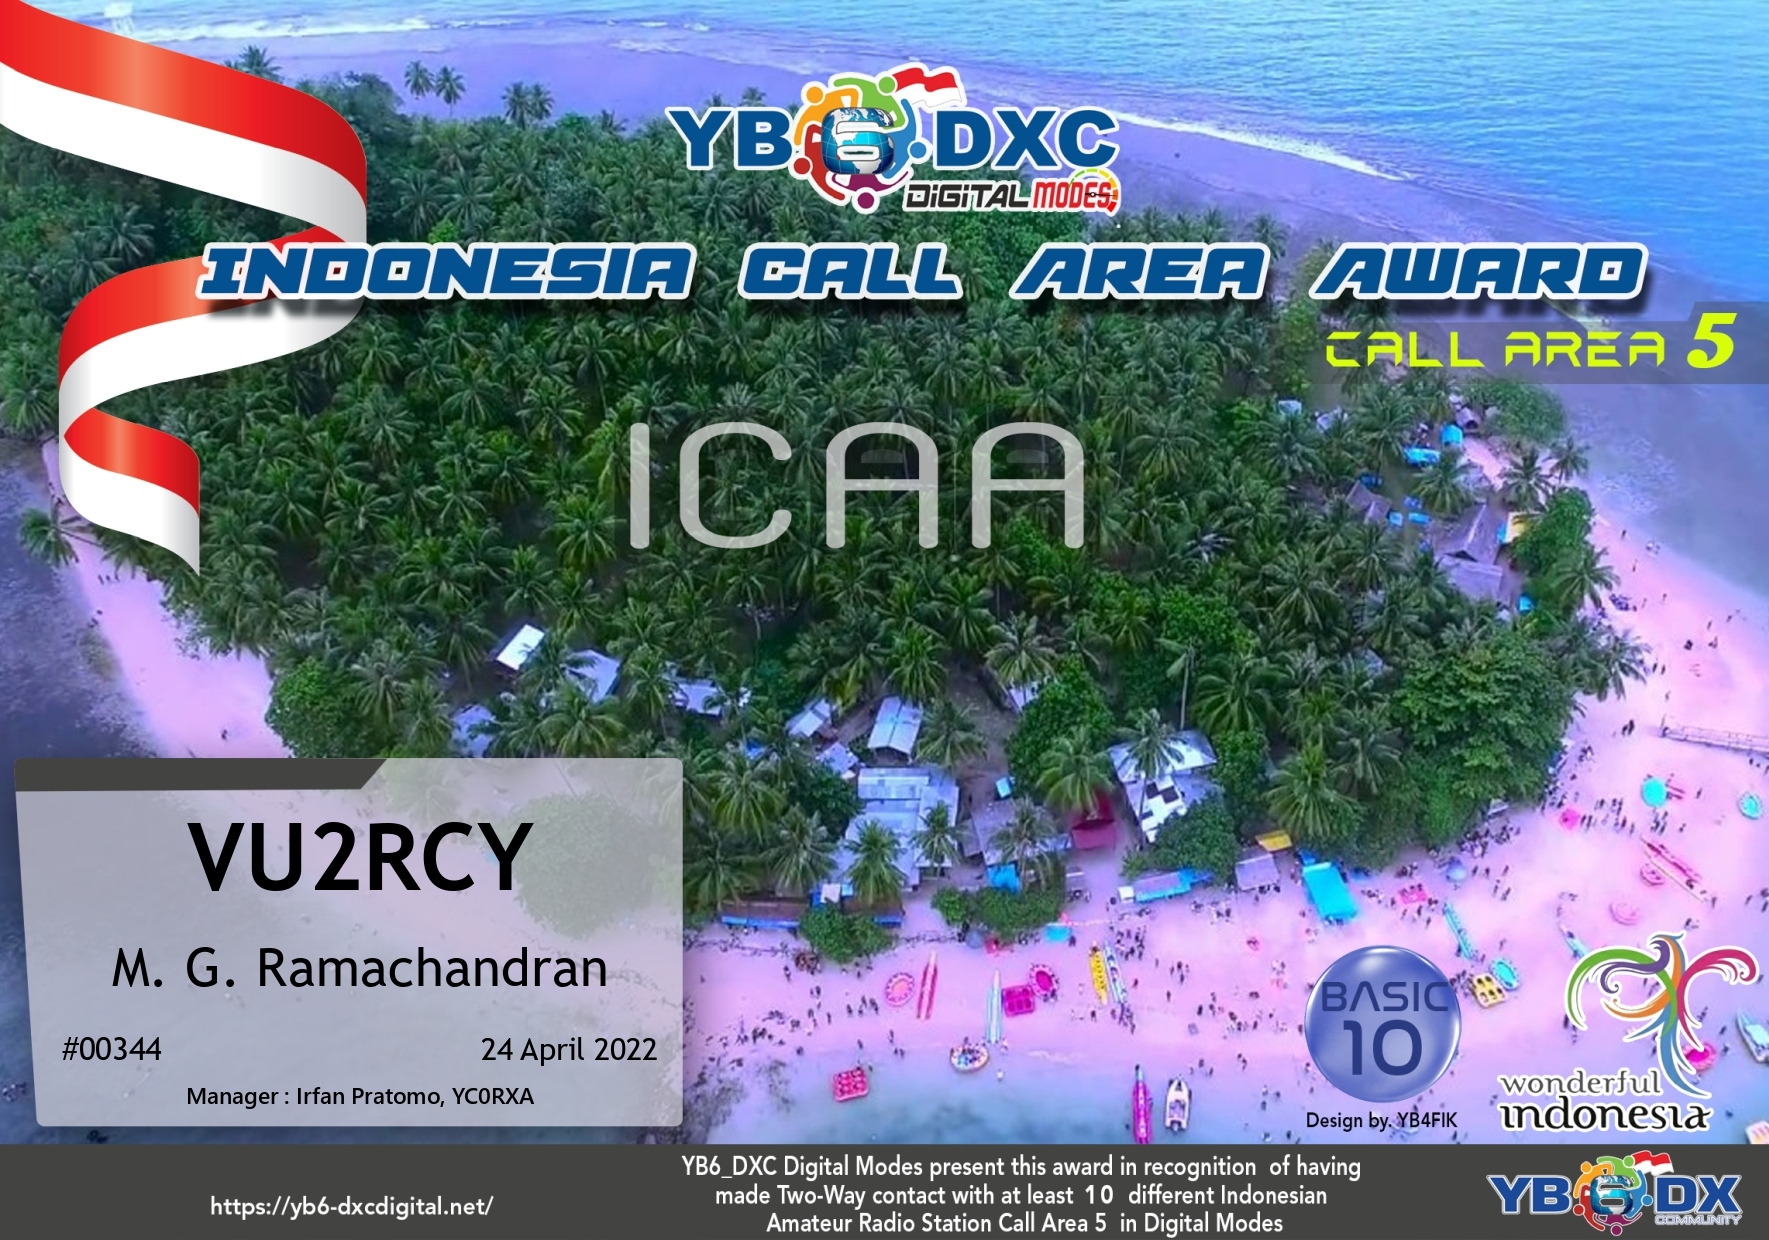 YB6 DXC
DIGITAL MODES
INDONESIA CALL AREA AWARD
CALL AREA 5
ICAA
VU2RCY
M. G. Ramachandran
#00344 24 April 2022
Manager : Irfan Pratomo, YC0RXA
BASIC
10
Design by. YB4FIK
wonderful
indonesia
https://yb6-dxcdigital.net/
YB6_DXC Digital Modes present this award in recognition of having
made Two-Way contact with at least 10 different Indonesian
Amateur Radio Station Call Area 5 in Digital Modes
YB6 DX
COMMUNITY